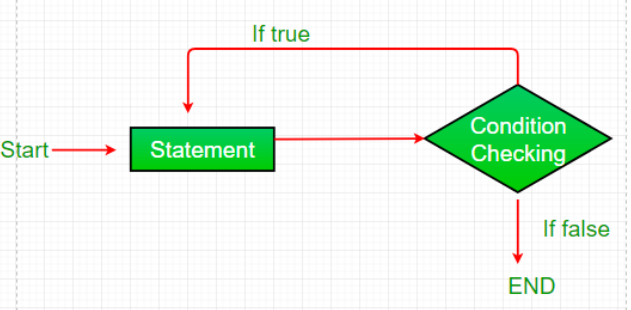 If true
Start
Statement
Condition
Checking
If false
END